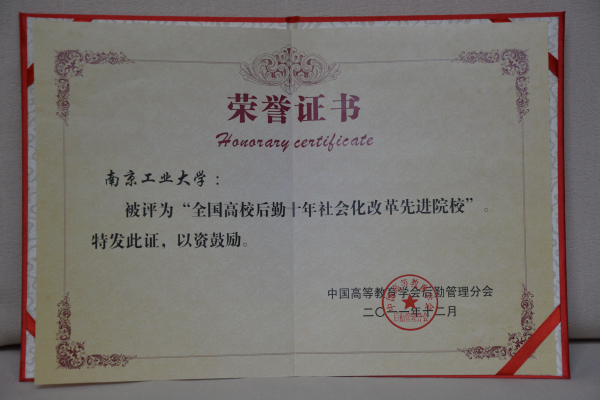 荣誉证书
Honorary certificate
南京工业大学：
被评为“全国高校后勤十年社会化改革先进院校”。
特发此证，以资鼓励。
中国高等教育学会后勤管理分会
二〇一一年十二月